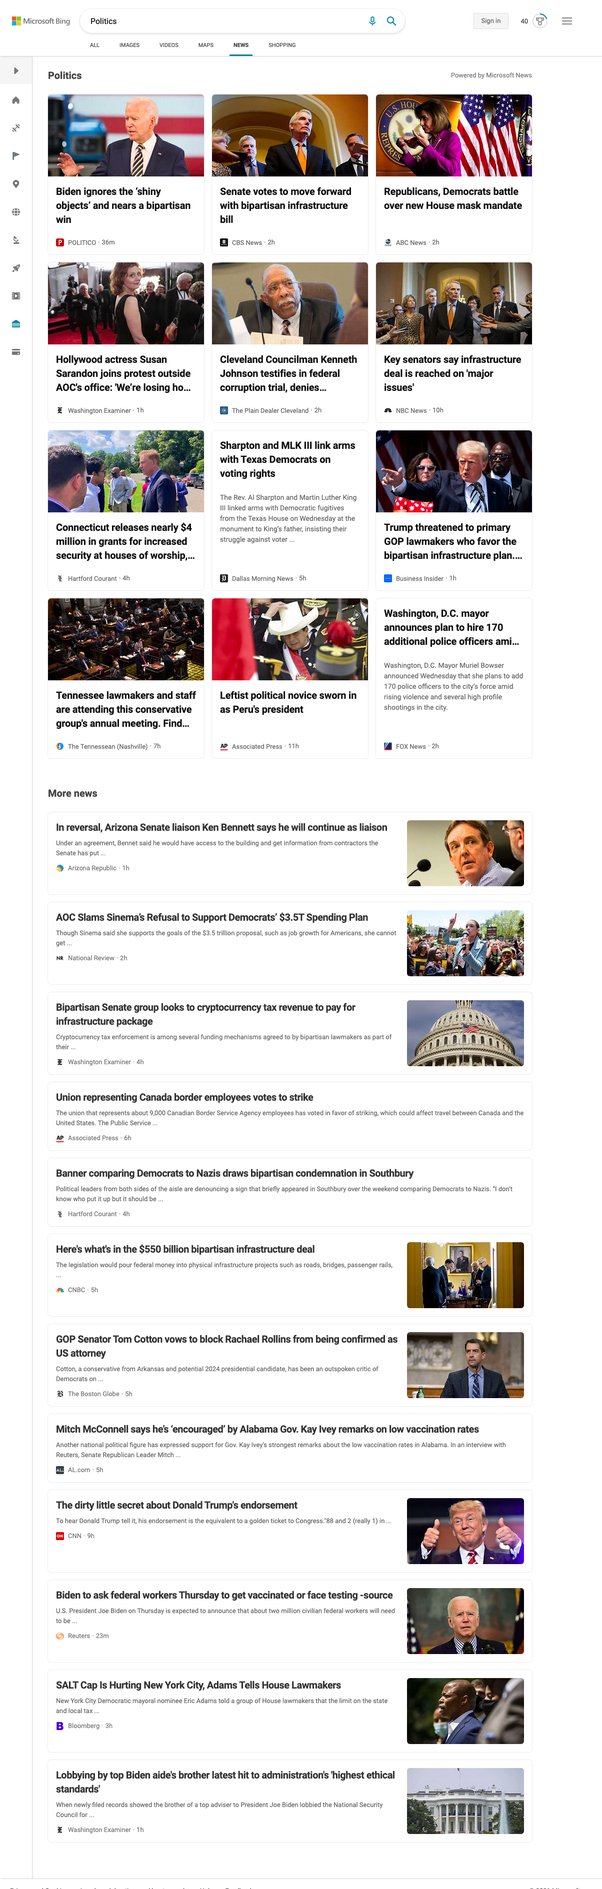 Microsoft Bing
Politics
Sign in
40
ALL
IMAGES
VIDEOS
MAPS
NEWS
SHOPPING
Politics
Powered by Microsoft News
Biden ignores the ‘shiny
objects’ and nears a bipartisan
win
POLITICO · 36m
Senate votes to move forward
with bipartisan infrastructure
bill
CBS News · 2h
Republicans, Democrats battle
over new House mask mandate
ABC News · 2h
Hollywood actress Susan
Sarandon joins protest outside
AOC's office: 'We're losing ho...
Washington Examiner · 1h
Cleveland Councilman Kenneth
Johnson testifies in federal
corruption trial, denies...
The Plain Dealer Cleveland · 2h
Key senators say infrastructure
deal is reached on 'major
issues'
NBC News · 10h
Connecticut releases nearly $4
million in grants for increased
security at houses of worship,...
Hartford Courant · 4h
Sharpton and MLK III link arms
with Texas Democrats on
voting rights
The Rev. Al Sharpton and Martin Luther King
III linked arms with Democratic fugitives
from the Texas House on Wednesday at the
monument to King's father, insisting their
struggle against voter ...
Dallas Morning News · 5h
Trump threatened to primary
GOP lawmakers who favor the
bipartisan infrastructure plan....
Business Insider · 1h
Tennessee lawmakers and staff
are attending this conservative
group's annual meeting. Find...
The Tennessean (Nashville) · 7h
Leftist political novice sworn in
as Peru's president
AP
Associated Press · 11h
Washington, D.C. mayor
announces plan to hire 170
additional police officers ami...
Washington, D.C. Mayor Muriel Bowser
announced Wednesday that she plans to add
170 police officers to the city's force amid
rising violence and several high profile
shootings in the city.
FOX News · 2h
More news
In reversal, Arizona Senate liaison Ken Bennett says he will continue as liaison
Under an agreement, Bennet said he would have access to the building and get information from contractors the
Senate has put ...
Arizona Republic · 1h
AOC Slams Sinema's Refusal to Support Democrats' $3.5T Spending Plan
Though Sinema said she supports the goals of the $3.5 trillion proposal, such as job growth for Americans, she cannot
get ...
NR
National Review · 2h
Bipartisan Senate group looks to cryptocurrency tax revenue to pay for
infrastructure package
Cryptocurrency tax enforcement is among several funding mechanisms agreed to by bipartisan lawmakers as part of
their ...
Washington Examiner · 4h
Union representing Canada border employees votes to strike
The union that represents about 9,000 Canadian Border Service Agency employees has voted in favor of striking, which could affect travel between Canada and the
United States. The Public Service ...
AP
Associated Press · 6h
Banner comparing Democrats to Nazis draws bipartisan condemnation in Southbury
Political leaders from both sides of the aisle are denouncing a sign that briefly appeared in Southbury over the weekend comparing Democrats to Nazis. "I don't
know who put it up but it should be ...
Hartford Courant · 4h
Here's what's in the $550 billion bipartisan infrastructure deal
The legislation would pour federal money into physical infrastructure projects such as roads, bridges, passenger rails,
...
CNBC · 5h
GOP Senator Tom Cotton vows to block Rachael Rollins from being confirmed as
US attorney
Cotton, a conservative from Arkansas and potential 2024 presidential candidate, has been an outspoken critic of
Democrats on ...
The Boston Globe · 5h
Mitch McConnell says he's 'encouraged' by Alabama Gov. Kay Ivey remarks on low vaccination rates
Another national political figure has expressed support for Gov. Kay Ivey's strongest remarks about the low vaccination rates in Alabama. In an interview with
Reuters, Senate Republican Leader Mitch ...
AL.com · 5h
The dirty little secret about Donald Trump's endorsement
To hear Donald Trump tell it, his endorsement is the equivalent to a golden ticket to Congress."88 and 2 (really 1) in ...
CNN · 9h
Biden to ask federal workers Thursday to get vaccinated or face testing -source
U.S. President Joe Biden on Thursday is expected to announce that about two million civilian federal workers will need
to be ...
Reuters · 23m
SALT Cap Is Hurting New York City, Adams Tells House Lawmakers
New York City Democratic mayoral nominee Eric Adams told a group of House lawmakers that the limit on the state
and local tax ...
B
Bloomberg · 3h
Lobbying by top Biden aide's brother latest hit to administration's 'highest ethical
standards'
When newly filed records showed the brother of a top adviser to President Joe Biden lobbied the National Security
Council for ...
Washington Examiner · 1h